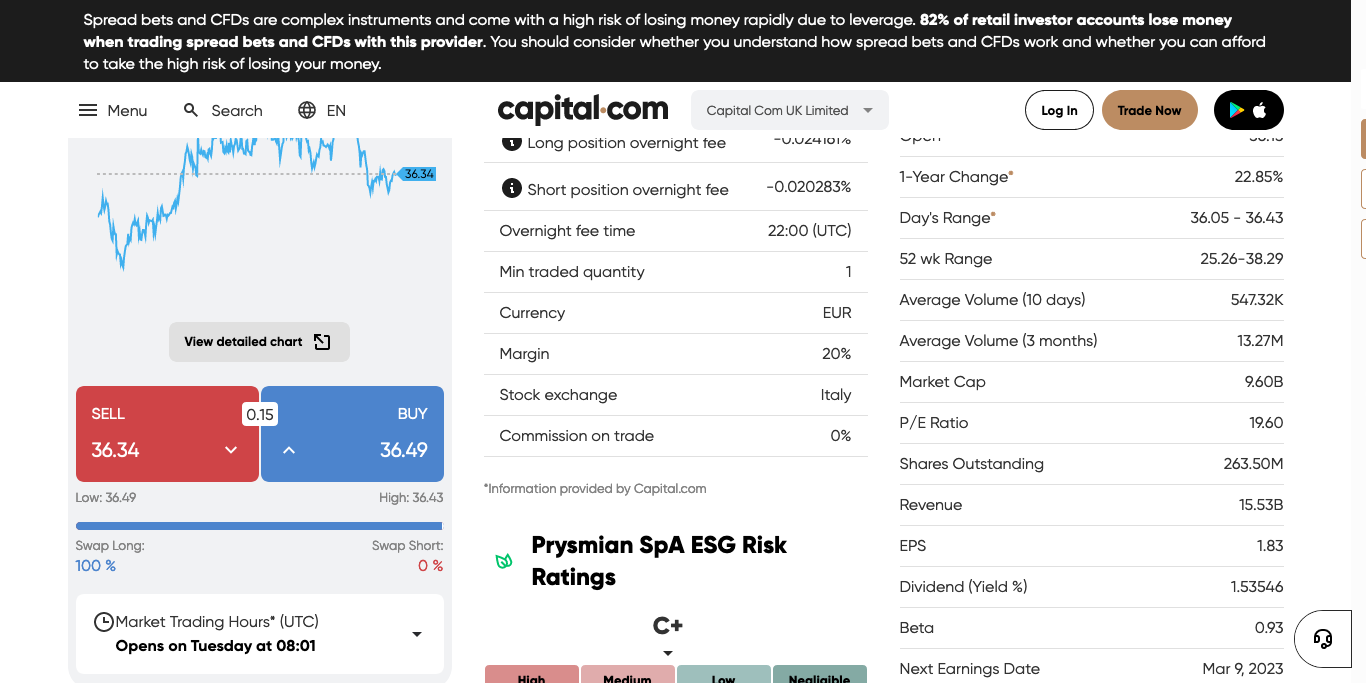 Spread bets and CFDs are complex instruments and come with a high risk of losing money rapidly due to leverage. 82% of retail investor accounts lose money
when trading spread bets and CFDs with this provider. You should consider whether you understand how spread bets and CFDs work and whether you can afford
to take the high risk of losing your money.
Menu
Search
EN
capital.com
Capital Com UK Limited
Log In
Trade Now
36.34
View detailed chart
SELL
36.34
0.15
BUY
36.49
Low: 36.49
High: 36.43
Swap Long:
100 %
Swap Short:
0 %
Market Trading Hours* (UTC)
Opens on Tuesday at 08:01
Long position overnight fee -0.024161%
Short position overnight fee -0.020283%
Overnight fee time 22:00 (UTC)
Min traded quantity 1
Currency EUR
Margin 20%
Stock exchange Italy
Commission on trade 0%
*Information provided by Capital.com
Prysmian SpA ESG Risk
Ratings
C+
High Medium Low Negligible
Open
1-Year Change* 22.85%
Day's Range* 36.05 - 36.43
52 wk Range 25.26-38.29
Average Volume (10 days) 547.32K
Average Volume (3 months) 13.27M
Market Cap 9.60B
P/E Ratio 19.60
Shares Outstanding 263.50M
Revenue 15.53B
EPS 1.83
Dividend (Yield %) 1.53546
Beta 0.93
Next Earnings Date Mar 9, 2023